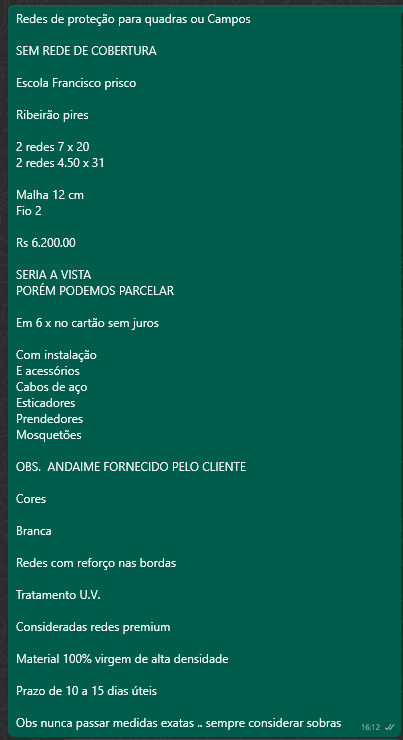 Redes de proteção para quadras ou Campos
SEM REDE DE COBERTURA
Escola Francisco prisco
Ribeirão pires
2 redes 7 x 20
2 redes 4.50 x 31
Malha 12 cm
Fio 2
Rs 6.200.00
SERIA A VISTA
PORÉM PODEMOS PARCELAR
Em 6 x no cartão sem juros
Com instalação
E acessórios
Cabos de aço
Esticadores
Prendedores
Mosquetões
OBS.  ANDAIME FORNECIDO PELO CLIENTE
Cores
Branca
Redes com reforço nas bordas
Tratamento U.V.
Consideradas redes premium
Material 100% virgem de alta densidade
Prazo de 10 a 15 dias úteis
Obs nunca passar medidas exatas .. sempre considerar sobras
16:12